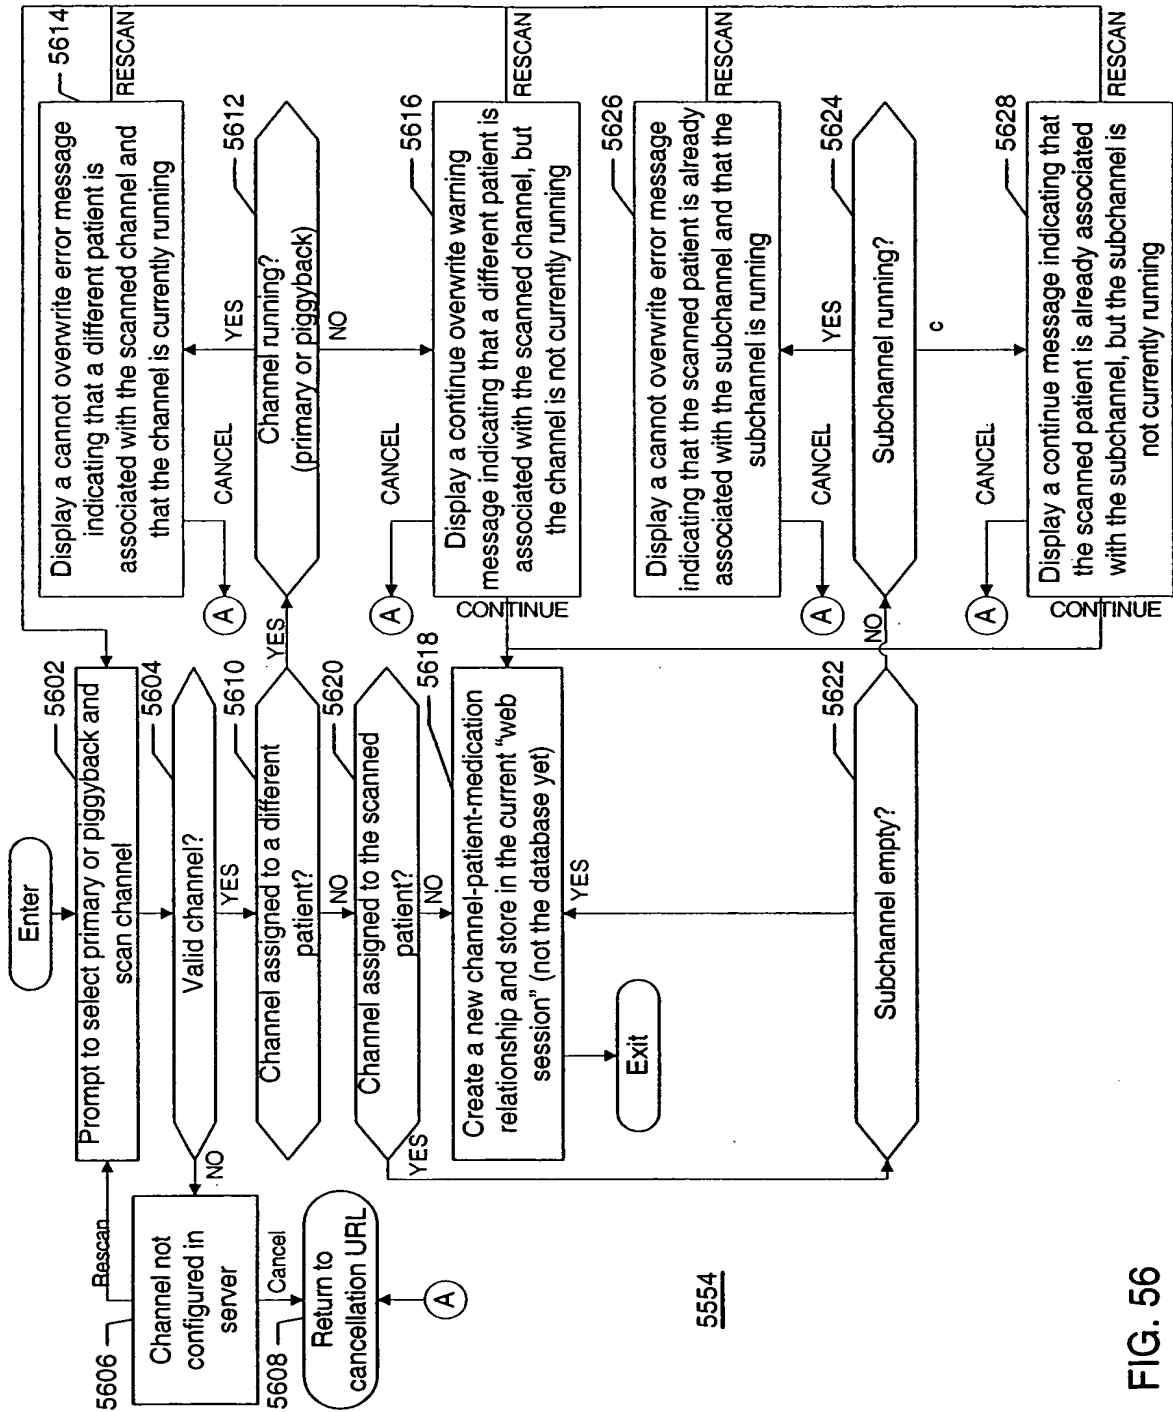 Enter
5602
Prompt to select primary or piggyback and
scan channel
5604
Valid channel?
YES
NO
5606
Channel not
configured in
server
Rescan
Cancel
5608
Return to
cancellation URL
A
5610
Channel assigned to a different
patient?
YES
NO
5620
Channel assigned to the scanned
patient?
NO
YES
5618
Create a new channel-patient-medication
relationship and store in the current "web
session" (not the database yet)
YES
Exit
5622
Subchannel empty?
NO
5614
Display a cannot overwrite error message
indicating that a different patient is
associated with the scanned channel and
that the channel is currently running
RESCAN
CANCEL
A
YES
5612
Channel running?
(primary or piggyback)
NO
5616
Display a continue overwrite warning
message indicating that a different patient is
associated with the scanned channel, but
the channel is not currently running
RESCAN
CANCEL
A
CONTINUE
5626
Display a cannot overwrite error message
indicating that the scanned patient is already
associated with the subchannel and that the
subchannel is running
RESCAN
CANCEL
A
YES
5624
Subchannel running?
c
5628
Display a continue message indicating that
the scanned patient is already associated
with the subchannel, but the subchannel is
not currently running
RESCAN
CANCEL
A
CONTINUE
5554
FIG. 56